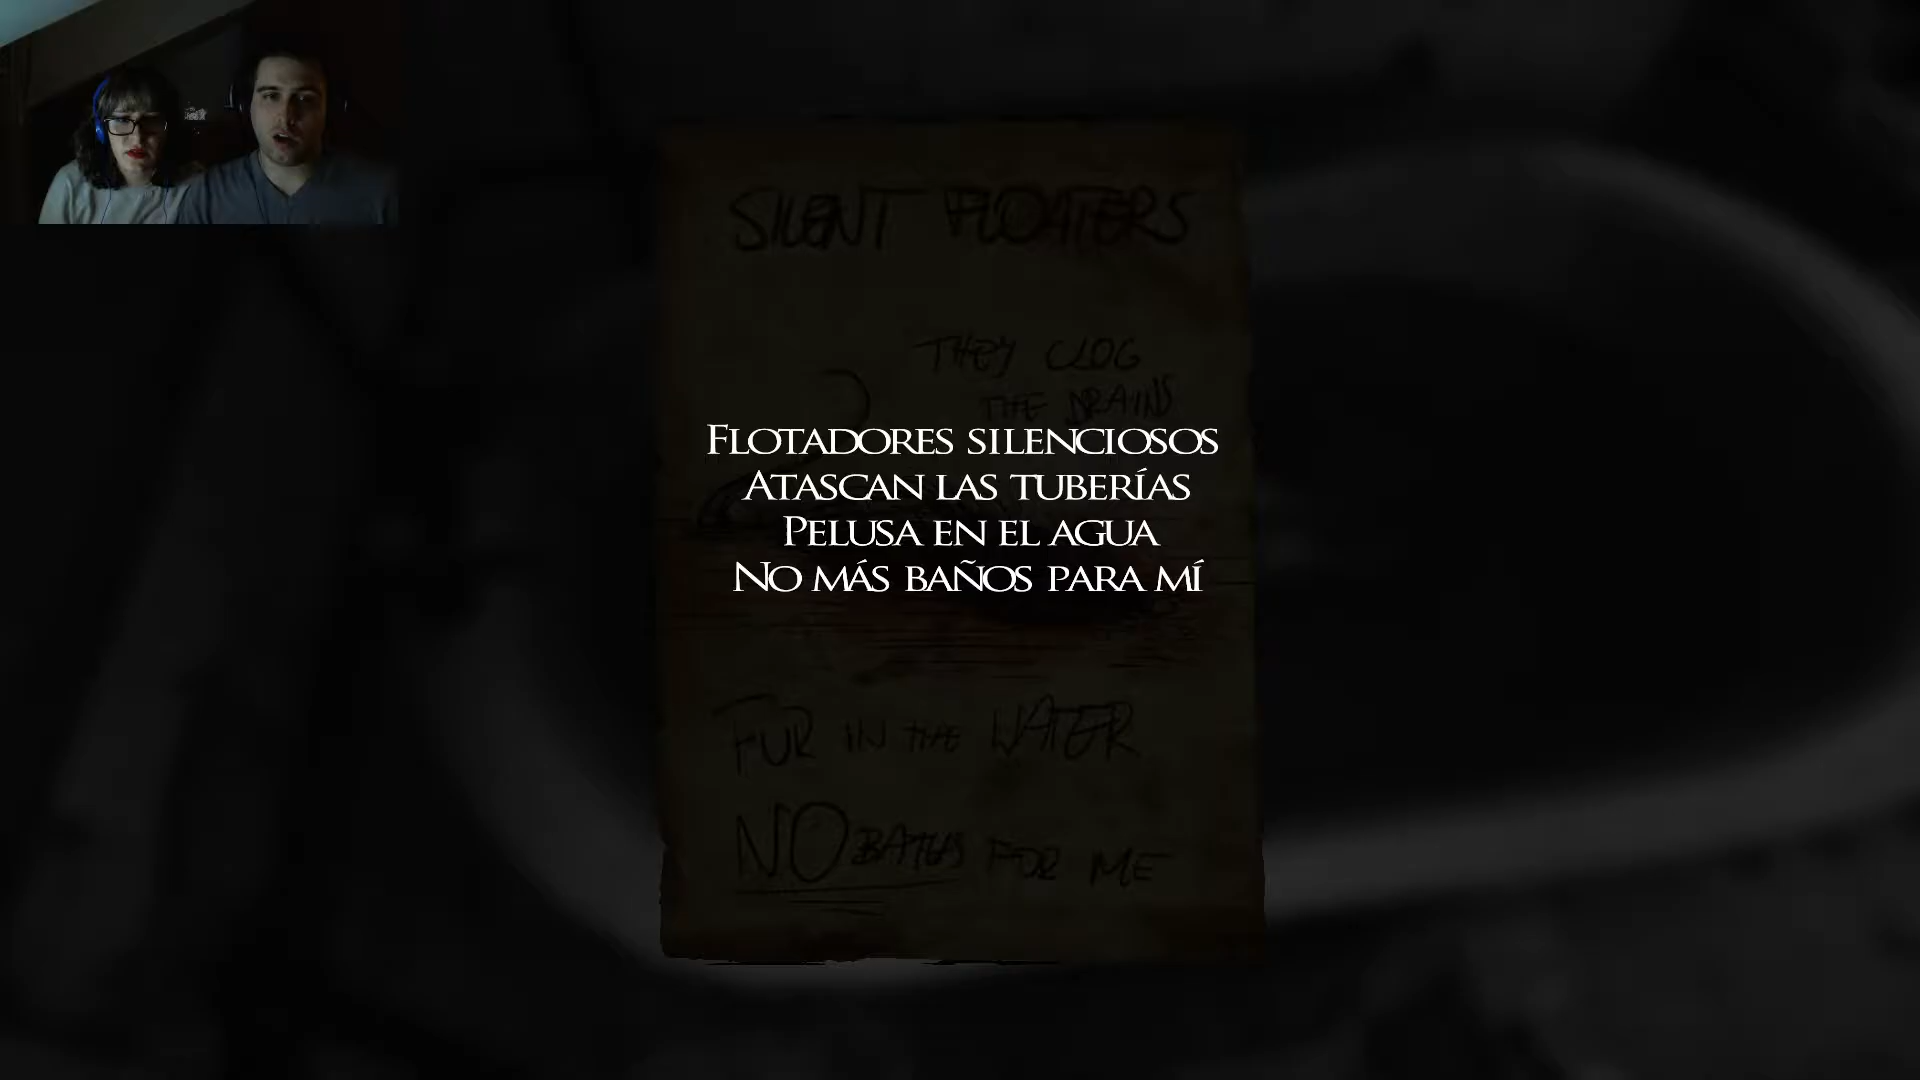 SILENT FLOATERS
THEY CLOG
THE DRAINS
FLOTADORES SILENCIOSOS
ATASCAN LAS TUBERÍAS
PELUSA EN EL AGUA
NO MÁS BAÑOS PARA MÍ
FUR IN THE WATER
NO BATHS FOR ME